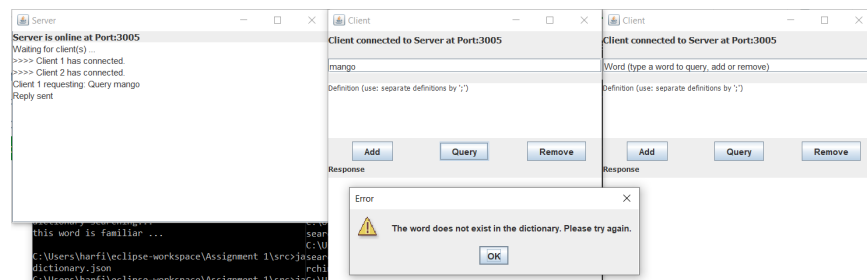 Server
Server is online at Port:3005
Waiting for client(s) ...
>>>> Client 1 has connected.
>>>> Client 2 has connected.
Client 1 requesting: Query mango
Reply sent
Client
Client connected to Server at Port:3005
mango
Definition (use: separate definitions by ';')
Add
Query
Remove
Response
Client
Client connected to Server at Port:3005
Word (type a word to query, add or remove)
Definition (use: separate definitions by ';')
Add
Query
Remove
Response
Error
The word does not exist in the dictionary. Please try again.
OK
this word is familiar ...
C:\Users\harfi\eclipse-workspace\Assignment 1\src>ja
dictionary.json